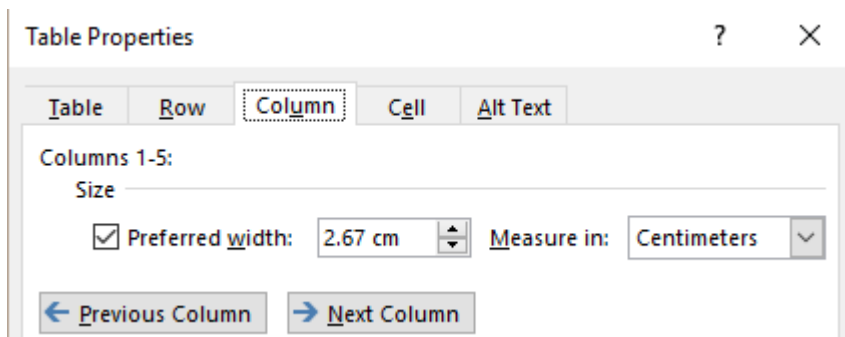 Table Properties ?
Table Row Column Cell Alt Text
Columns 1-5:
Size
Preferred width: 2.67 cm Measure in: Centimeters
Previous Column Next Column